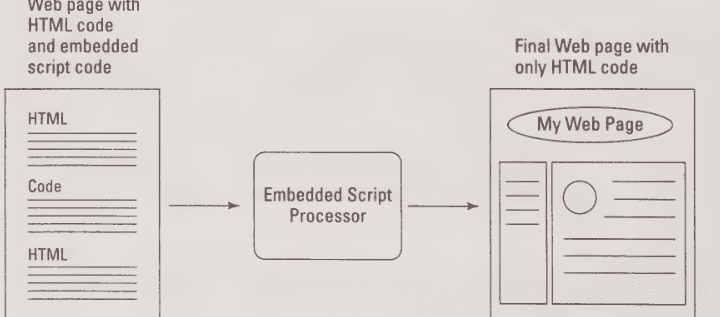 Web page with
HTML code
and embedded
script code
HTML
Code
HTML
Embedded Script
Processor
Final Web page with
only HTML code
My Web Page